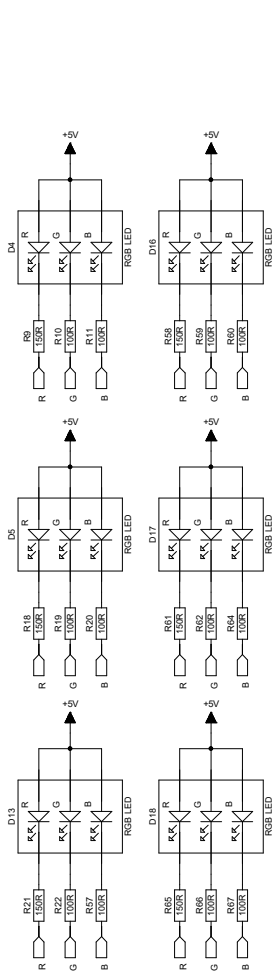 +5V
D4
R
G
B
RGB LED
R9
150R
R10
100R
R11
100R
R
G
B
+5V
D16
R
G
B
RGB LED
R58
150R
R59
100R
R60
100R
R
G
B
+5V
D5
R
G
B
RGB LED
R18
150R
R19
100R
R20
100R
R
G
B
+5V
D17
R
G
B
RGB LED
R61
150R
R62
100R
R64
100R
R
G
B
+5V
D13
R
G
B
RGB LED
R21
150R
R22
100R
R57
100R
R
G
B
+5V
D18
R
G
B
RGB LED
R65
150R
R66
100R
R67
100R
R
G
B